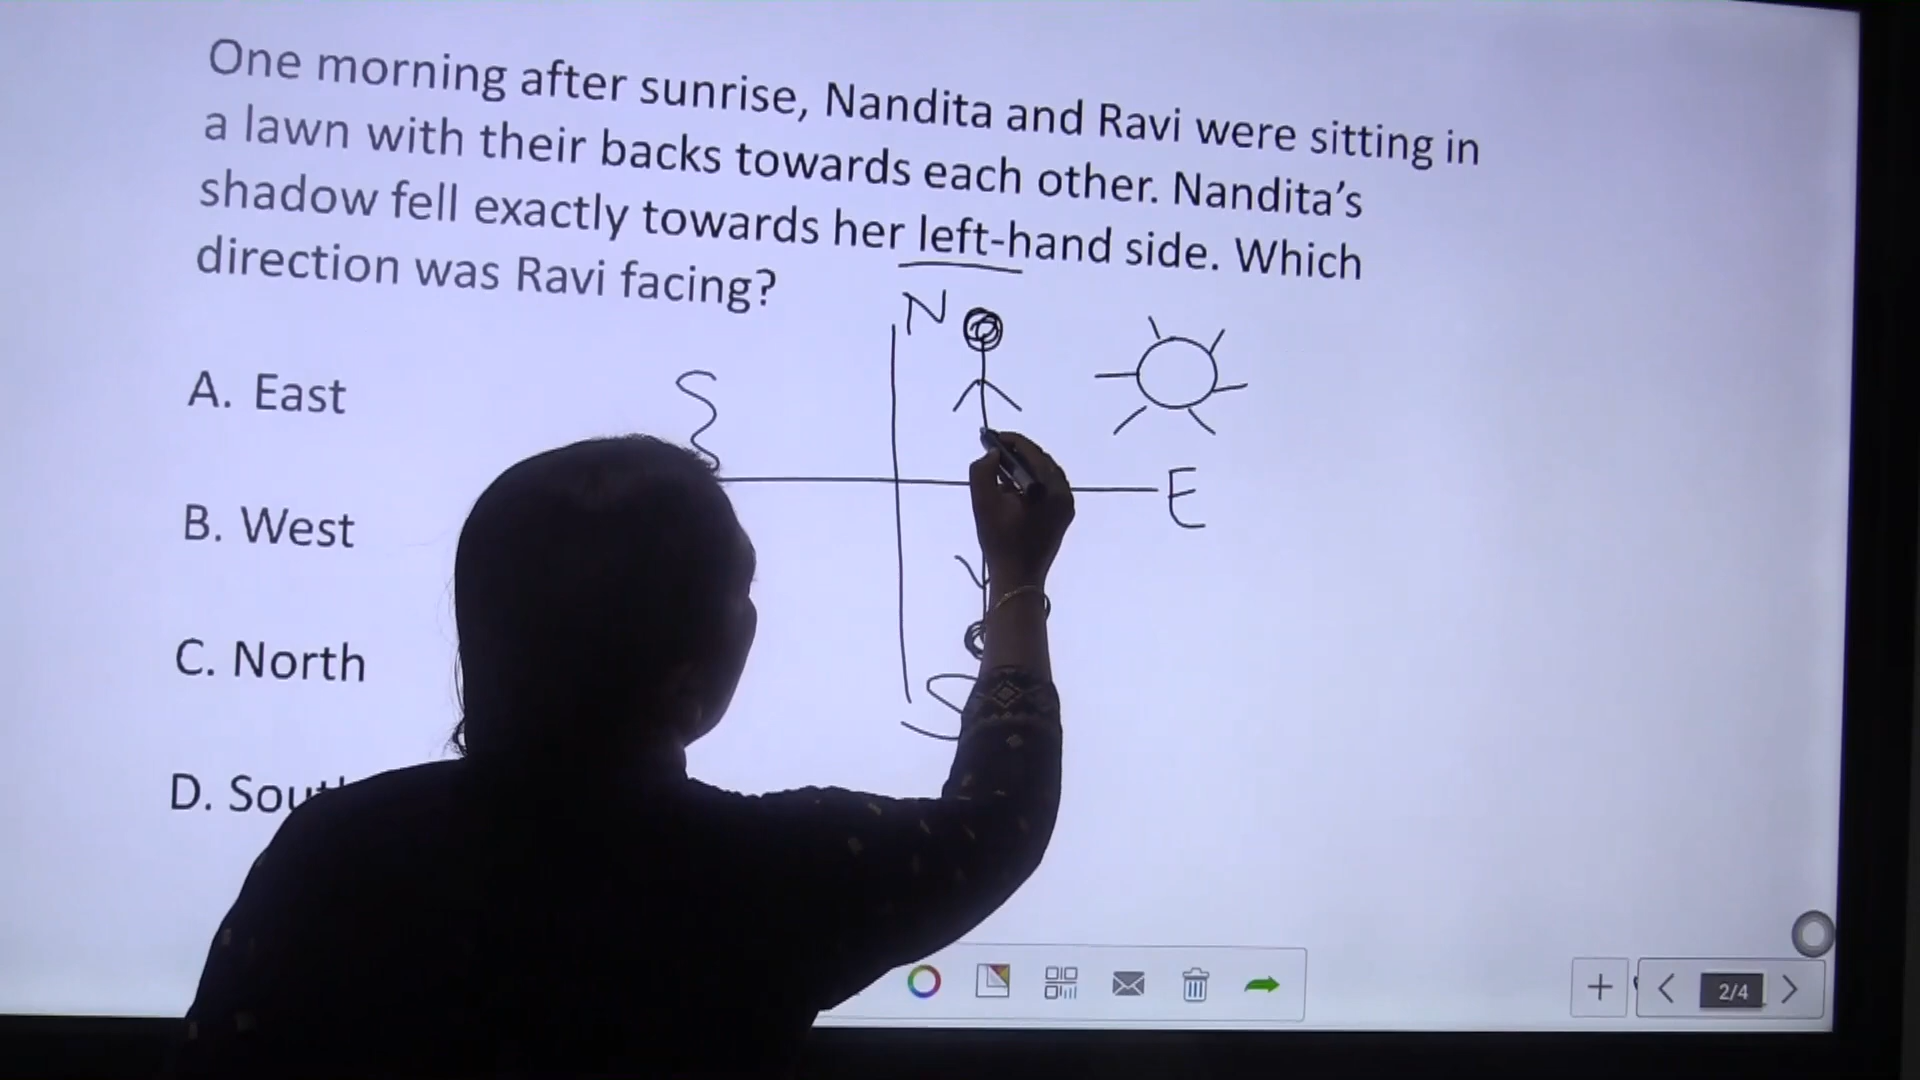 One morning after sunrise, Nandita and Ravi were sitting in
a lawn with their backs towards each other. Nandita's
shadow fell exactly towards her left-hand side. Which
direction was Ravi facing?
N
A. East
E
B. West
C. North
S
D.
2/4